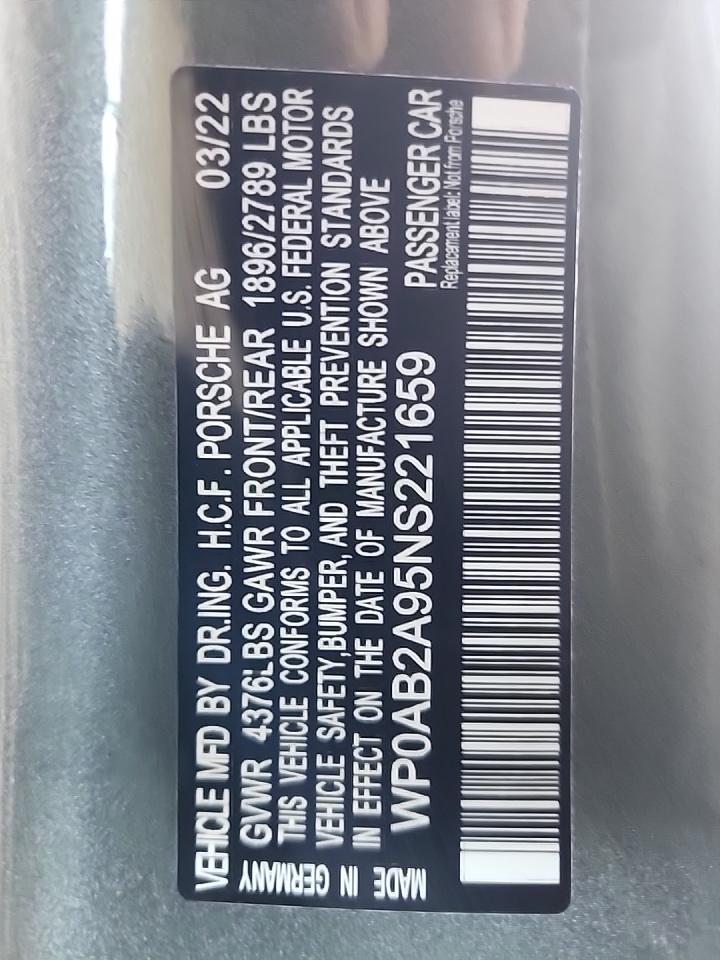 VEHICLE MFD BY DR.ING. H.C.F. PORSCHE AG 03/22
GVWR 4376LBS GAWR FRONT/REAR 1896/2789 LBS
THIS VEHICLE CONFORMS TO ALL APPLICABLE U.S. FEDERAL MOTOR
VEHICLE SAFETY,BUMPER, AND THEFT PREVENTION STANDARDS
IN EFFECT ON THE DATE OF MANUFACTURE SHOWN ABOVE
WP0AB2A95NS221659 PASSENGER CAR
Replacement label: Not from Porsche
MADE IN GERMANY